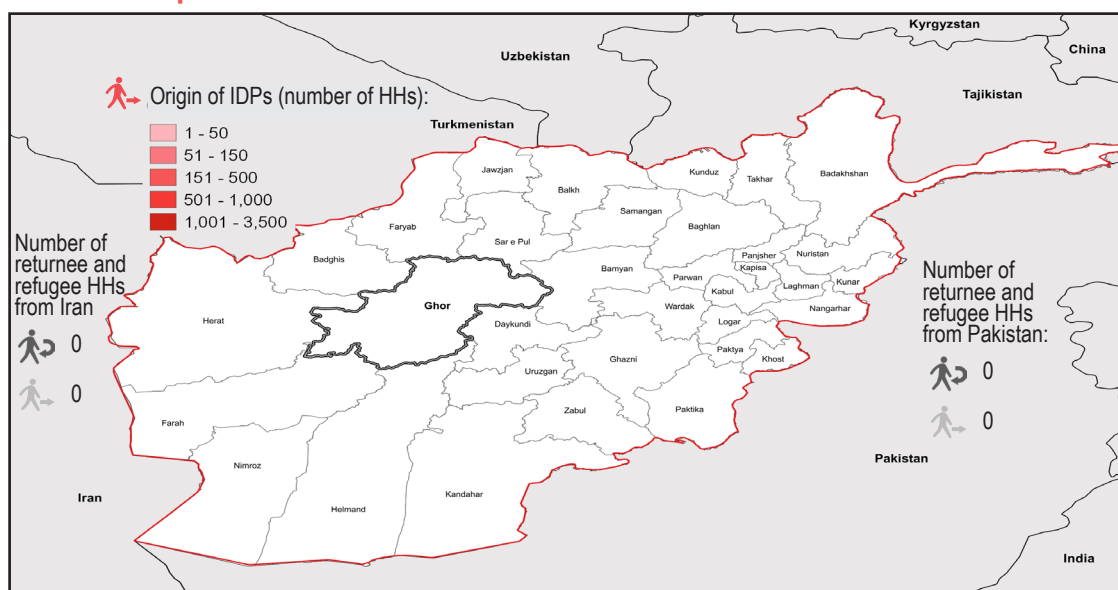 Kyrgyzstan
China
Uzbekistan
Tajikistan
Turkmenistan
Origin of IDPs (number of HHs):
1 - 50
51 - 150
151 - 500
501 - 1,000
1,001 - 3,500
Number of
returnee and
refugee HHs
from Iran
0
0
Jawzjan
Balkh
Kunduz
Takhar
Badakhshan
Faryab
Samangan
Sar e Pul
Baghlan
Badghis
Panjsher
Nuristan
Bamyan
Parwan
Kapisa
Kunar
Laghman
Kabul
Ghor
Wardak
Nangarhar
Herat
Daykundi
Logar
Paktya
Khost
Ghazni
Uruzgan
Zabul
Paktika
Farah
Nimroz
Helmand
Kandahar
Number of
returnee and
refugee HHs
from Pakistan:
0
0
Pakistan
Iran
India